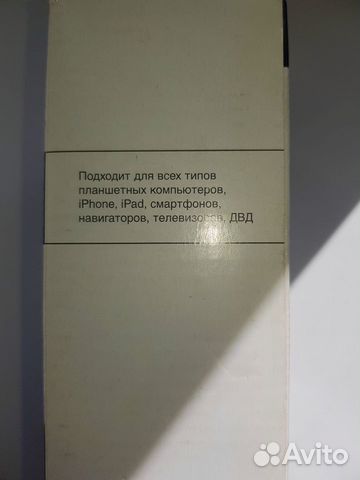 Подходит для всех типов
планшетных компьютеров,
iPhone, iPad, смартфонов,
навигаторов, телевизоров, ДВД
Avito